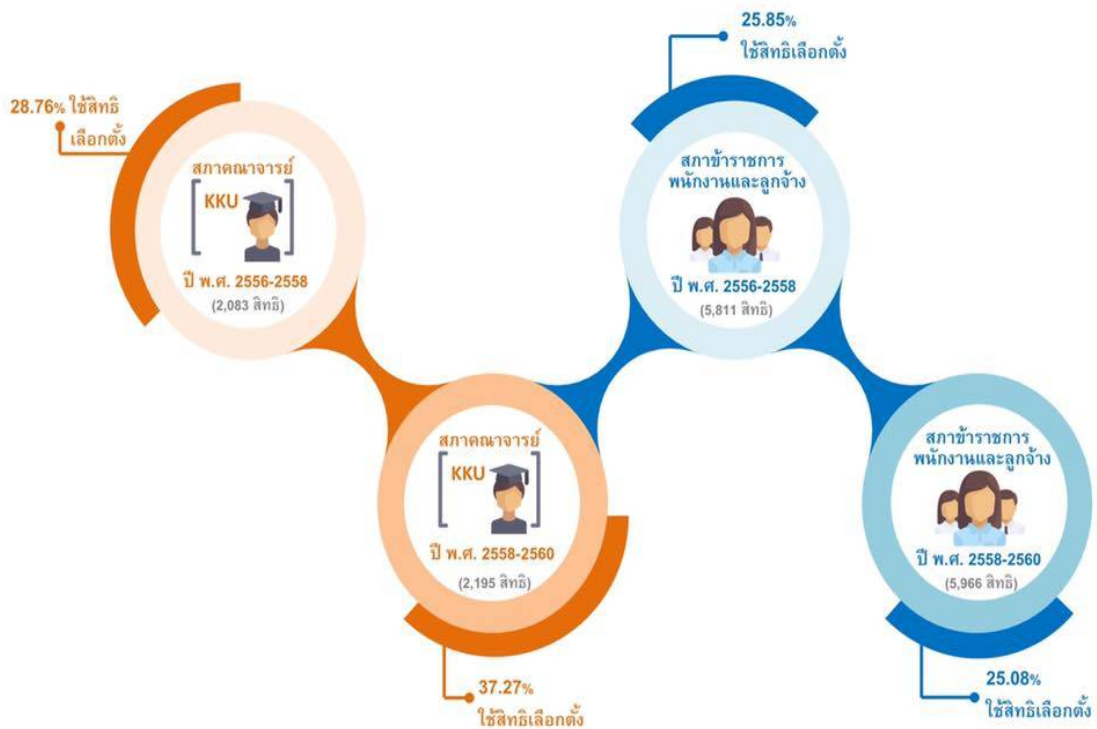 28.76% ใช้สิทธิ
เลือกตั้ง
สภาคณาจารย์
KKU
ปี พ.ศ. 2556-2558
(2,083 สิทธิ)
25.85%
ใช้สิทธิเลือกตั้ง
สภาข้าราชการ
พนักงานและลูกจ้าง
ปี พ.ศ. 2556-2558
(5,811 สิทธิ)
สภาคณาจารย์
KKU
ปี พ.ศ. 2558-2560
(2,195 สิทธิ)
37.27%
ใช้สิทธิเลือกตั้ง
สภาข้าราชการ
พนักงานและลูกจ้าง
ปี พ.ศ. 2558-2560
(5,966 สิทธิ)
25.08%
ใช้สิทธิเลือกตั้ง